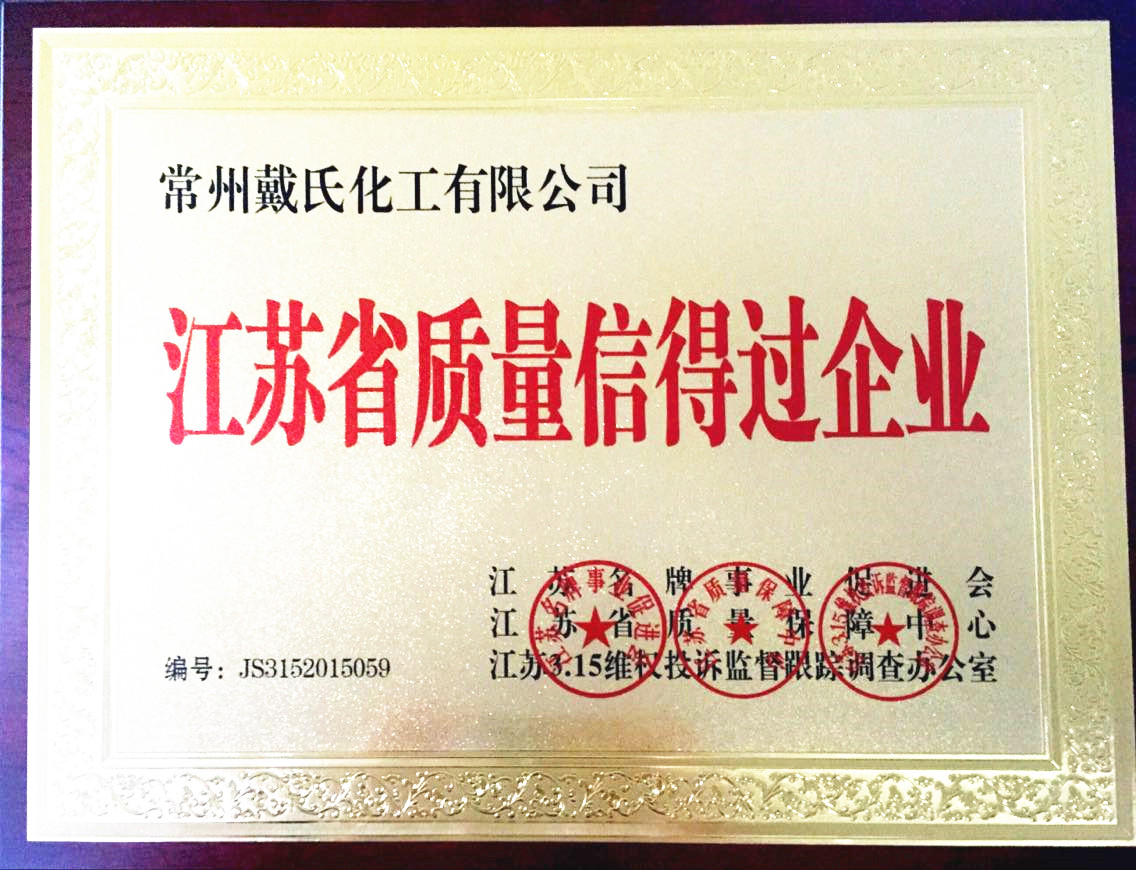 常州戴氏化工有限公司
江苏省质量信得过企业
江苏名牌事业促进会
江苏省质量保障中心
编号：JS3152015059
江苏3.15维权投诉监督跟踪调查办公室